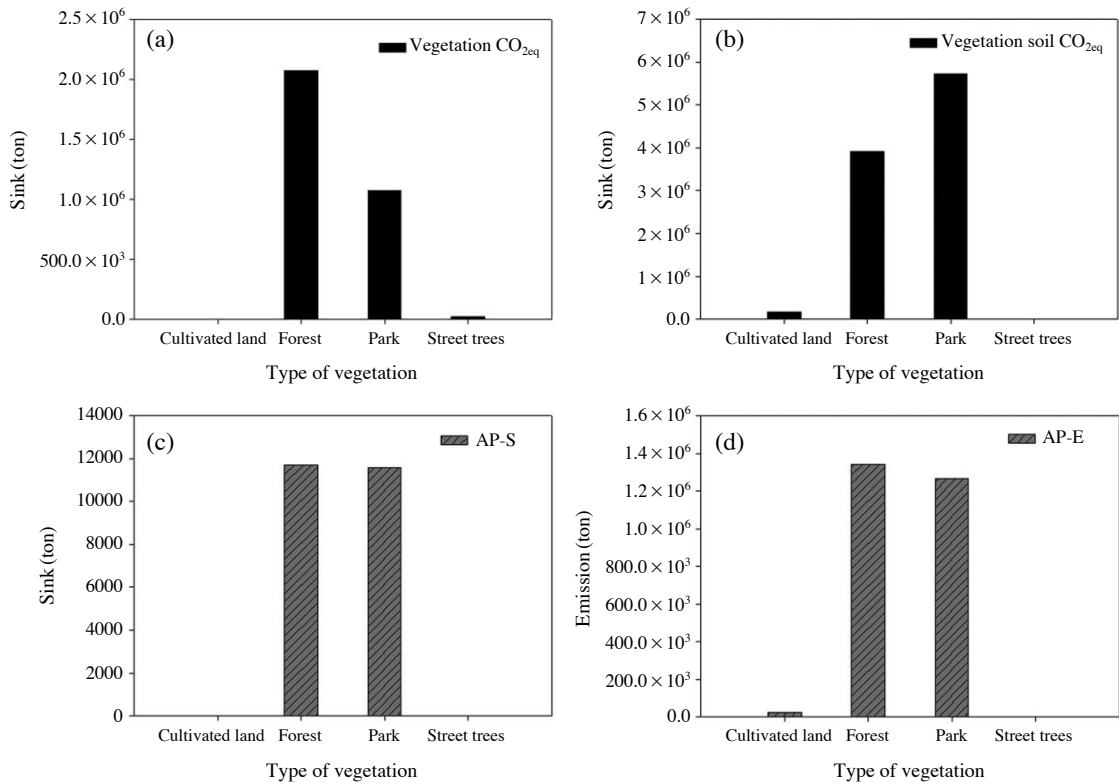 (a)
Vegetation CO2eq
2.5 × 10^6
2.0 × 10^6
1.5 × 10^6
1.0 × 10^6
500.0 × 10^3
0.0
Sink (ton)
Cultivated land Forest Park Street trees
Type of vegetation
(b)
Vegetation soil CO2eq
7 × 10^6
6 × 10^6
5 × 10^6
4 × 10^6
3 × 10^6
2 × 10^6
1 × 10^6
0.0
Sink (ton)
Cultivated land Forest Park Street trees
Type of vegetation
(c)
AP-S
14000
12000
10000
8000
6000
4000
2000
0
Sink (ton)
Cultivated land Forest Park Street trees
Type of vegetation
(d)
AP-E
1.6 × 10^6
1.4 × 10^6
1.2 × 10^6
1.0 × 10^6
800.0 × 10^3
600.0 × 10^3
400.0 × 10^3
200.0 × 10^3
0.0
Emission (ton)
Cultivated land Forest Park Street trees
Type of vegetation